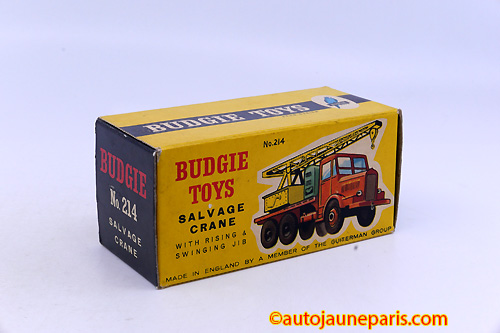 BUDGIE TOYS
BUDGIE
No. 214
SALVAGE
CRANE
No. 214
BUDGIE
TOYS
SALVAGE
CRANE
WITH RISING &
SWINGING JIB
MADE IN ENGLAND BY A MEMBER OF THE GUITERMAN GROUP
©autojauneparis.com